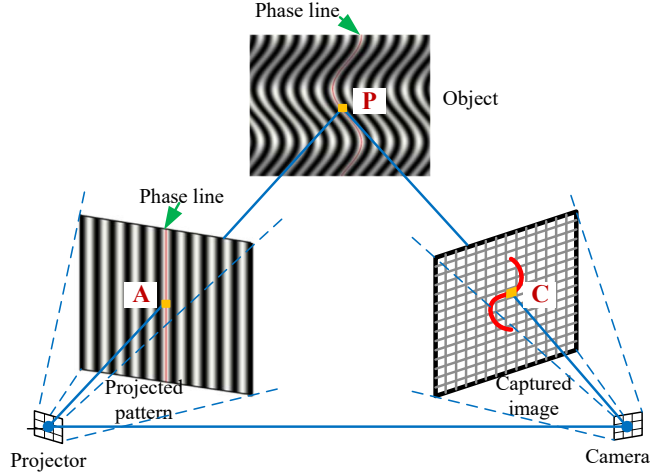 Phase line
P
Object
Phase line
A
C
Projected
pattern
Captured
image
Projector
Camera